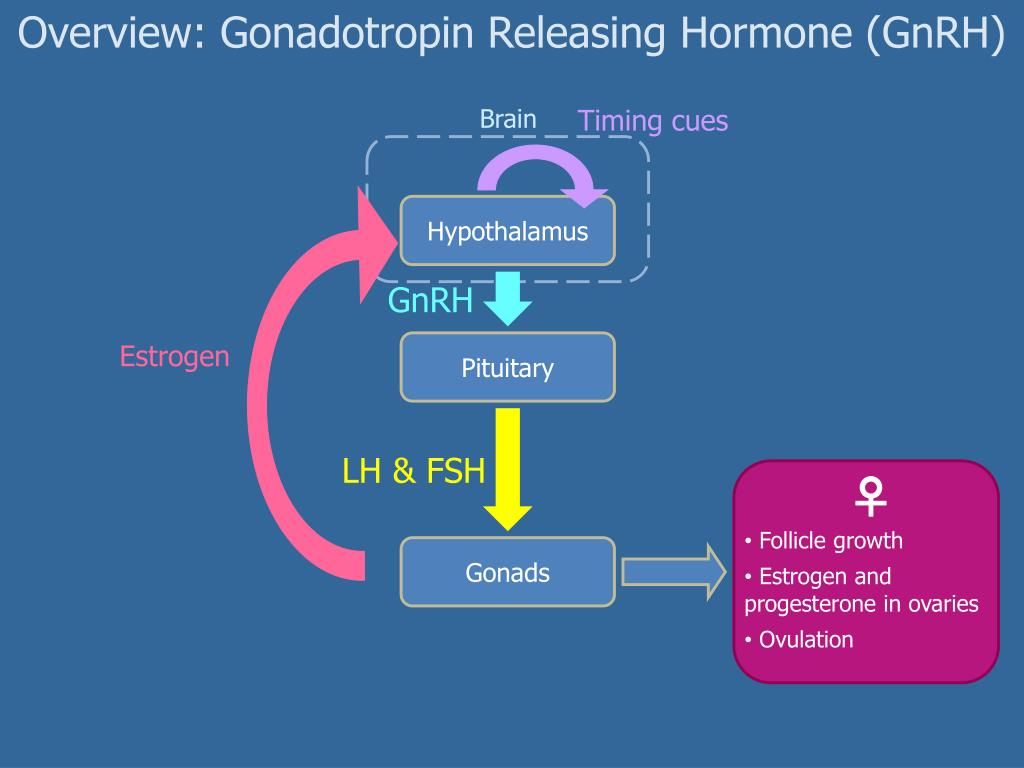 Overview: Gonadotropin Releasing Hormone (GnRH)
Brain
Timing cues
Hypothalamus
GnRH
Estrogen
Pituitary
LH & FSH
Gonads
♀
• Follicle growth
• Estrogen and
progesterone in ovaries
• Ovulation